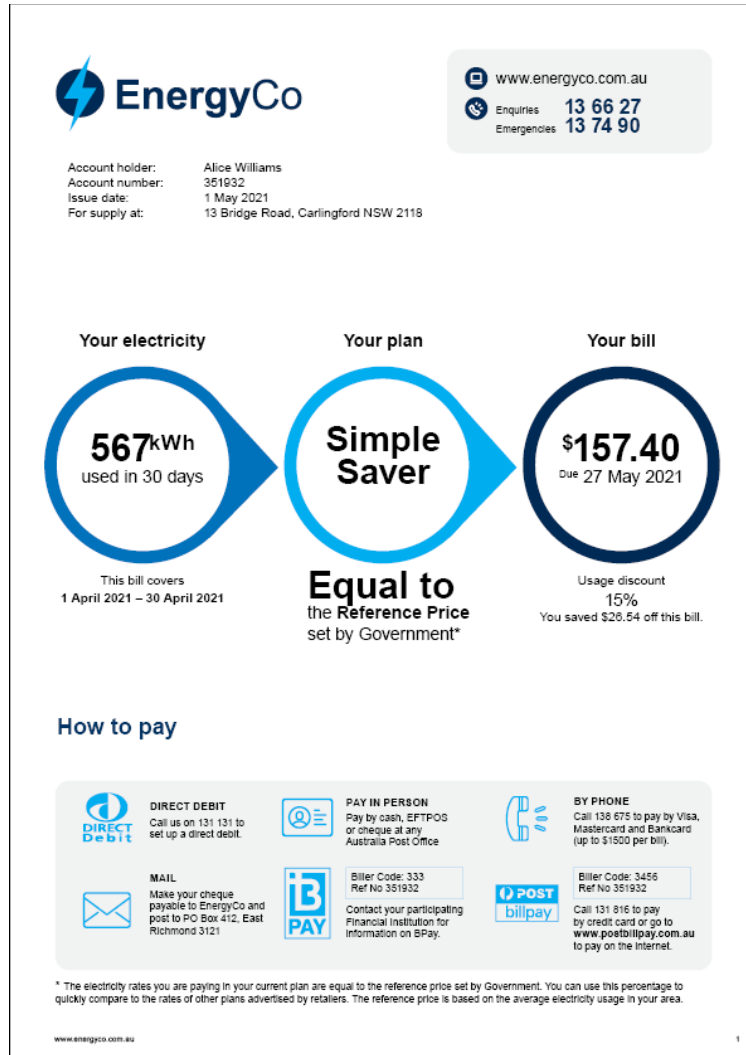 EnergyCo
www.energyco.com.au
Enquiries 13 66 27
Emergencies 13 74 90
Account holder: Alice Williams
Account number: 351932
Issue date: 1 May 2021
For supply at: 13 Bridge Road, Carlingford NSW 2118
Your electricity
567kWh
used in 30 days
This bill covers
1 April 2021 – 30 April 2021
Your plan
Simple
Saver
Equal to
the Reference Price
set by Government*
Your bill
$157.40
Due 27 May 2021
Usage discount
15%
You saved $26.54 off this bill.
How to pay
DIRECT
Debit
DIRECT DEBIT
Call us on 131 131 to
set up a direct debit.
PAY IN PERSON
Pay by cash, EFTPOS
or cheque at any
Australia Post Office
BY PHONE
Call 138 675 to pay by Visa,
Mastercard and Bankcard
(up to $1500 per bill).
MAIL
Make your cheque
payable to EnergyCo and
post to PO Box 412, East
Richmond 3121
B
PAY
Biller Code: 333
Ref No 351932
Contact your participating
Financial Institution for
information on BPay.
POST
billpay
Biller Code: 3456
Ref No 351932
Call 131 816 to pay
by credit card or go to
www.postbillpay.com.au
to pay on the Internet.
* The electricity rates you are paying in your current plan are equal to the reference price set by Government. You can use this percentage to
quickly compare to the rates of other plans advertised by retailers. The reference price is based on the average electricity usage in your area.
www.energyco.com.au 1